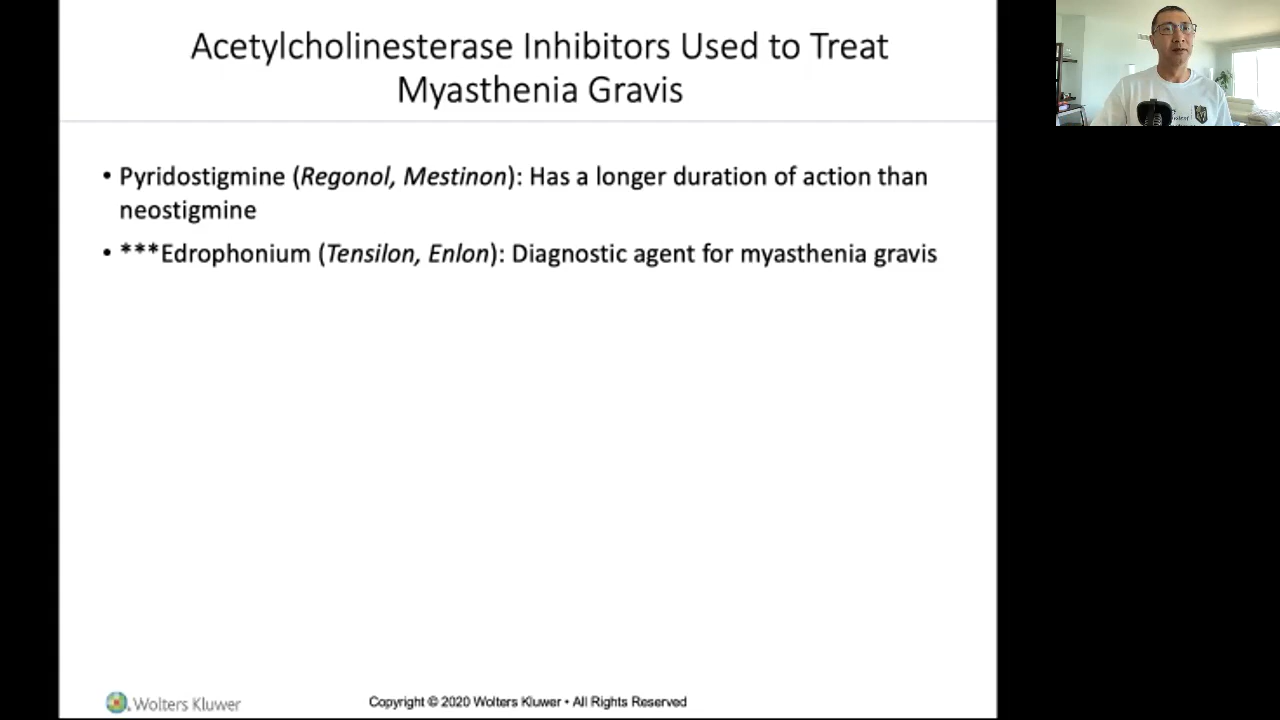 Acetylcholinesterase Inhibitors Used to Treat
Myasthenia Gravis
• Pyridostigmine (Regonol, Mestinon): Has a longer duration of action than
neostigmine
• ***Edrophonium (Tensilon, Enlon): Diagnostic agent for myasthenia gravis
Wolters Kluwer
Copyright © 2020 Wolters Kluwer • All Rights Reserved